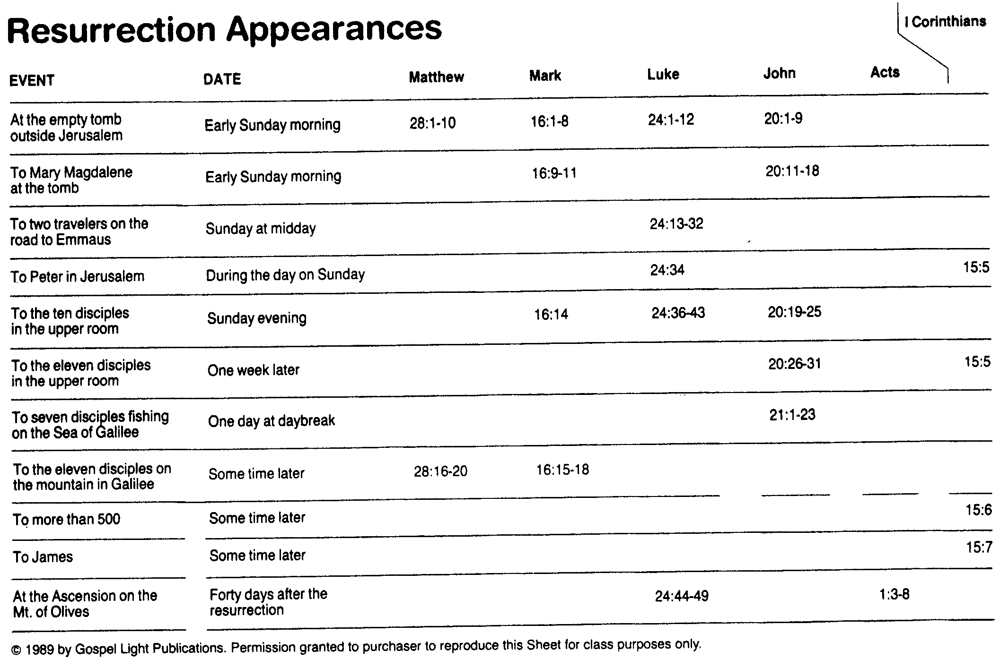 Resurrection Appearances
I Corinthians
EVENT DATE Matthew Mark Luke John Acts
At the empty tomb
outside Jerusalem Early Sunday morning 28:1-10 16:1-8 24:1-12 20:1-9
To Mary Magdalene
at the tomb Early Sunday morning 16:9-11 20:11-18
To two travelers on the
road to Emmaus Sunday at midday 24:13-32
To Peter in Jerusalem During the day on Sunday 24:34 15:5
To the ten disciples
in the upper room Sunday evening 16:14 24:36-43 20:19-25
To the eleven disciples
in the upper room One week later 20:26-31 15:5
To seven disciples fishing
on the Sea of Galilee One day at daybreak 21:1-23
To the eleven disciples on
the mountain in Galilee Some time later 28:16-20 16:15-18
To more than 500 Some time later 15:6
To James Some time later 15:7
At the Ascension on the
Mt. of Olives Forty days after the
resurrection 24:44-49 1:3-8
© 1989 by Gospel Light Publications. Permission granted to purchaser to reproduce this Sheet for class purposes only.